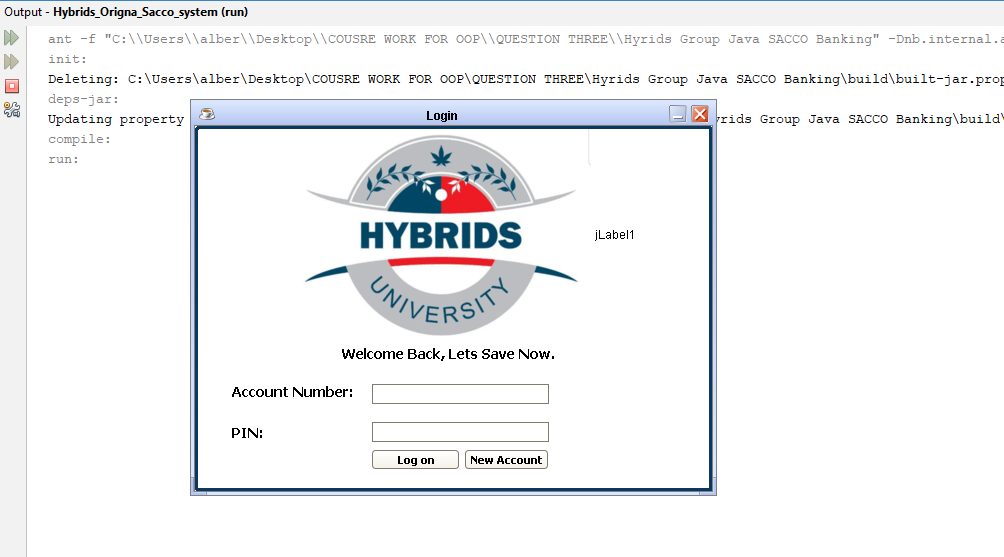 Output - Hybrids_Origna_Sacco_system (run)
ant -f "C:\\Users\\alber\\Desktop\\COUSRE WORK FOR OOP\\QUESTION THREE\\Hyrids Group Java SACCO Banking" -Dnb.internal.a
init:
Deleting: C:\Users\alber\Desktop\COUSRE WORK FOR OOP\QUESTION THREE\Hyrids Group Java SACCO Banking\build\built-jar.prop
deps-jar:
Updating property
yrids Group Java SACCO Banking\build\
compile:
run:
Login
HYBRIDS
UNIVERSITY
jLabel1
Welcome Back, Lets Save Now.
Account Number:
PIN:
Log on New Account